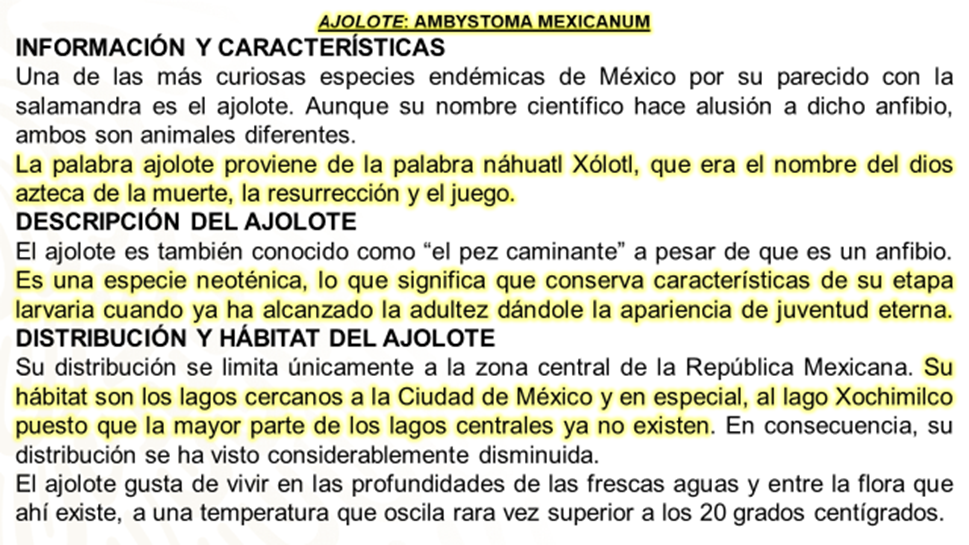 AJOLOTE: AMBYSTOMA MEXICANUM
INFORMACIÓN Y CARACTERÍSTICAS
Una de las más curiosas especies endémicas de México por su parecido con la
salamandra es el ajolote. Aunque su nombre científico hace alusión a dicho anfibio,
ambos son animales diferentes.
La palabra ajolote proviene de la palabra náhuatl Xólotl, que era el nombre del dios
azteca de la muerte, la resurrección y el juego.
DESCRIPCIÓN DEL AJOLOTE
El ajolote es también conocido como “el pez caminante” a pesar de que es un anfibio.
Es una especie neoténica, lo que significa que conserva características de su etapa
larvaria cuando ya ha alcanzado la adultez dándole la apariencia de juventud eterna.
DISTRIBUCIÓN Y HÁBITAT DEL AJOLOTE
Su distribución se limita únicamente a la zona central de la República Mexicana. Su
hábitat son los lagos cercanos a la Ciudad de México y en especial, al lago Xochimilco
puesto que la mayor parte de los lagos centrales ya no existen. En consecuencia, su
distribución se ha visto considerablemente disminuida.
El ajolote gusta de vivir en las profundidades de las frescas aguas y entre la flora que
ahí existe, a una temperatura que oscila rara vez superior a los 20 grados centígrados.